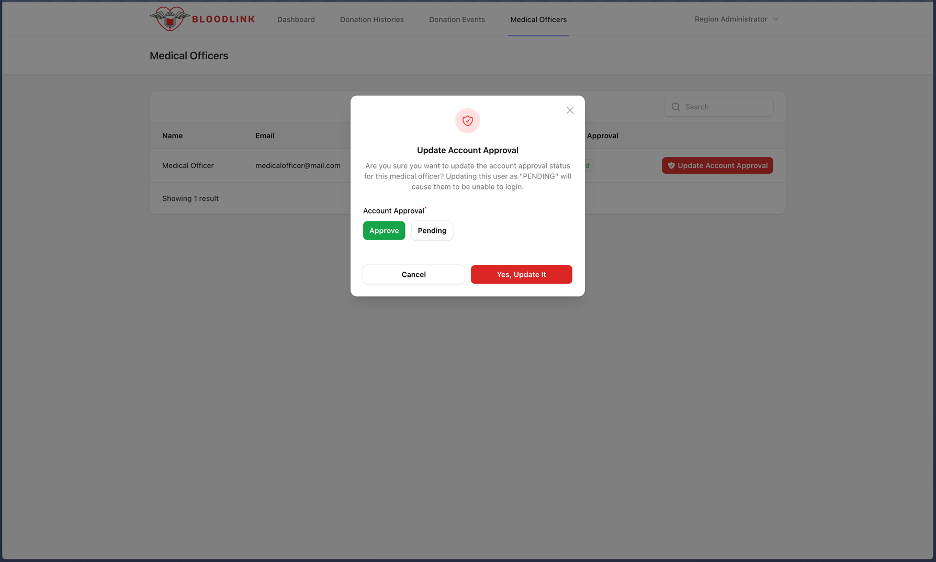 BLOODLINK
Dashboard
Donation Histories
Donation Events
Medical Officers
Region Administrator
Medical Officers
Search
Name
Email
Approval
Medical Officer
medicalofficer@mail.com
d
Update Account Approval
Showing 1 result
Update Account Approval
Are you sure you want to update the account approval status
for this medical officer? Updating this user as "PENDING" will
cause them to be unable to login.
Account Approval*
Approve
Pending
Cancel
Yes, Update It